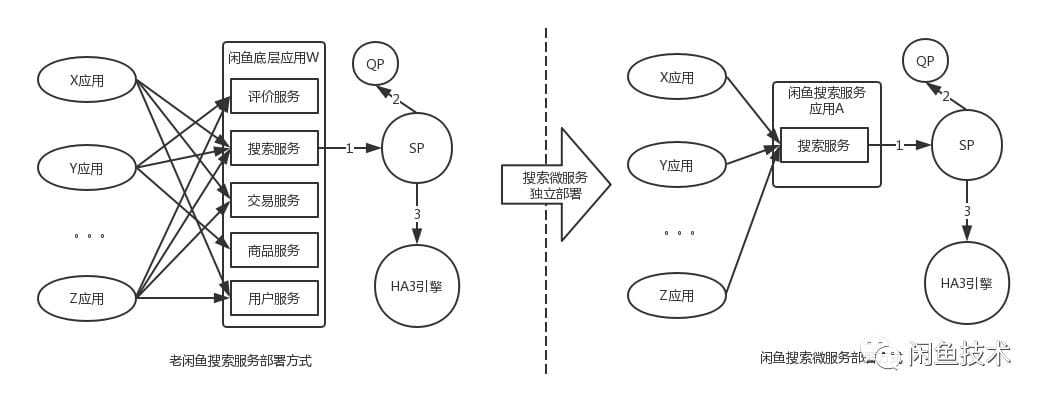 闲鱼底层应用W
X应用
Y应用
。。。
Z应用
评价服务
搜索服务
交易服务
商品服务
用户服务
1
QP
2
SP
3
HA3引擎
老闲鱼搜索服务部署方式
搜索微服务
独立部署
X应用
Y应用
。。。
Z应用
闲鱼搜索服务
应用A
搜索服务
1
QP
2
SP
3
HA3引擎
闲鱼搜索微服务部
闲鱼技术